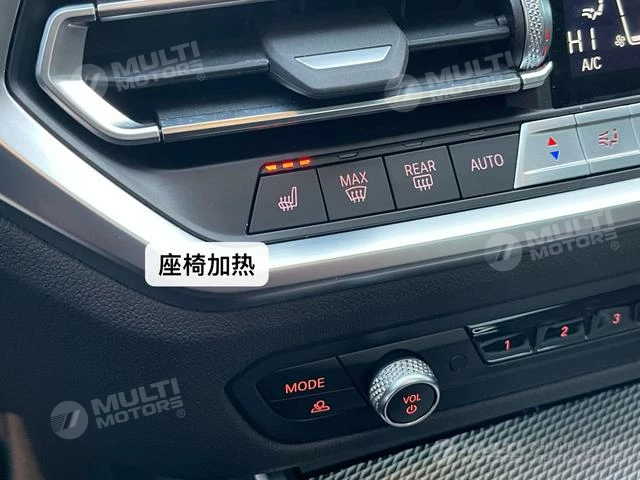 MULTI
MOTORS®
MULTI
MOTORS®
HI
A/C
MAX
REAR
AUTO
座椅加热
MULTI
MOTORS®
MODE
VOL
1
2
3
MULTI
MOTORS®